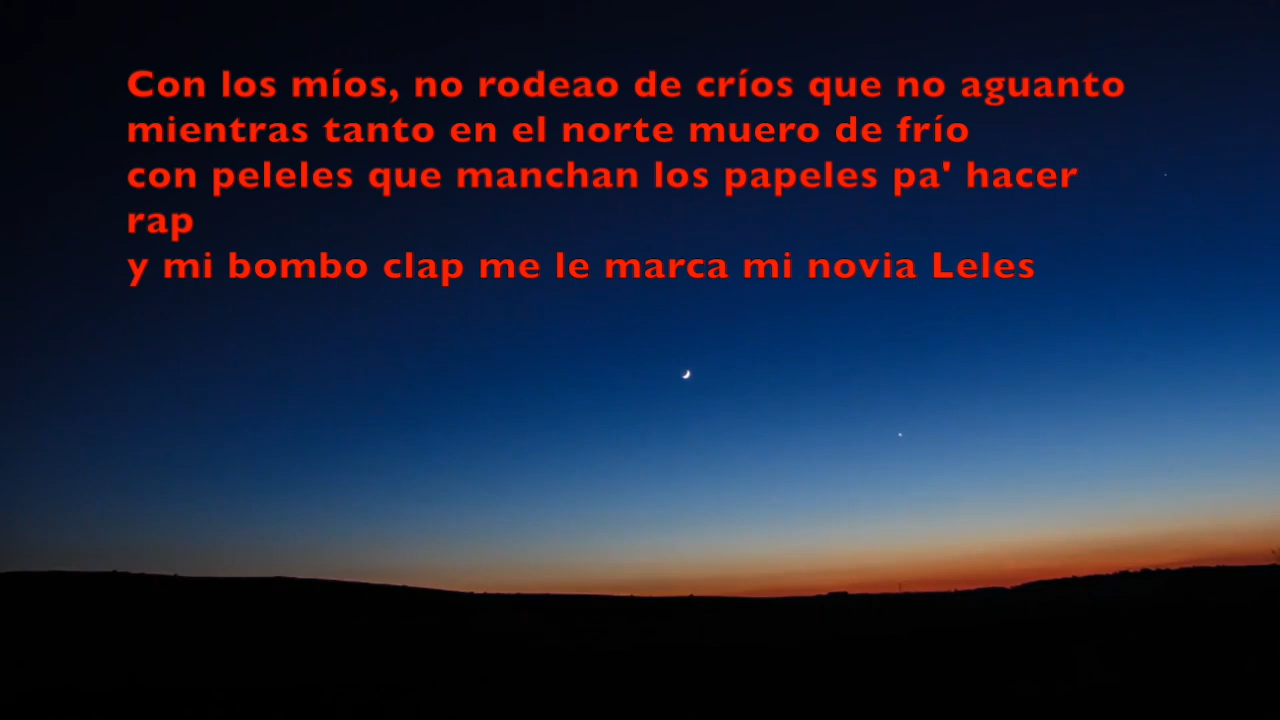 Con los míos, no rodeao de críos que no aguanto
mientras tanto en el norte muero de frío
con peleles que manchan los papeles pa' hacer
rap
y mi bombo clap me le marca mi novia Leles